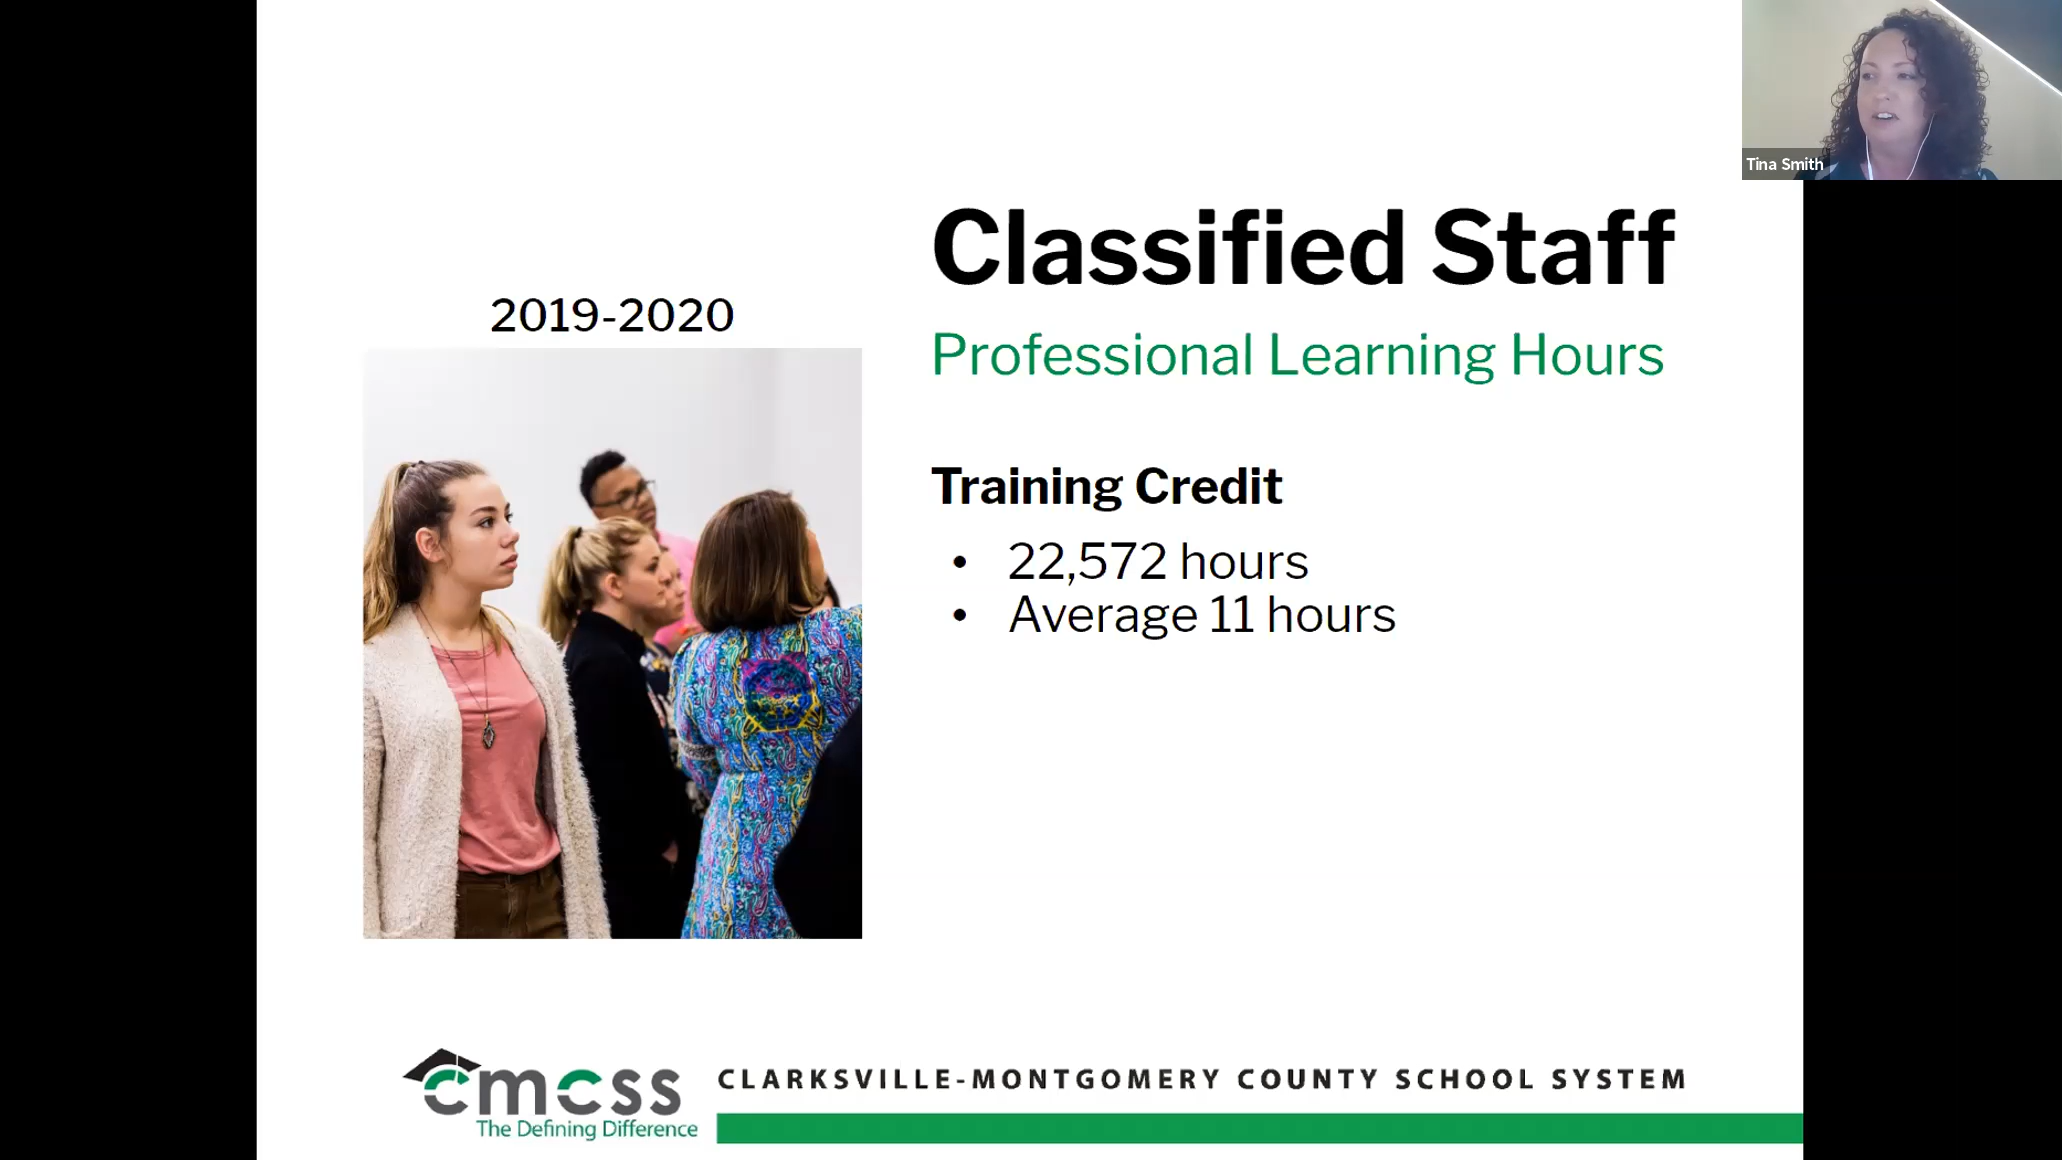 Tina Smith
Classified Staff
Professional Learning Hours
2019-2020
Training Credit
• 22,572 hours
• Average 11 hours
cmcss
The Defining Difference
CLARKSVILLE-MONTGOMERY COUNTY SCHOOL SYSTEM